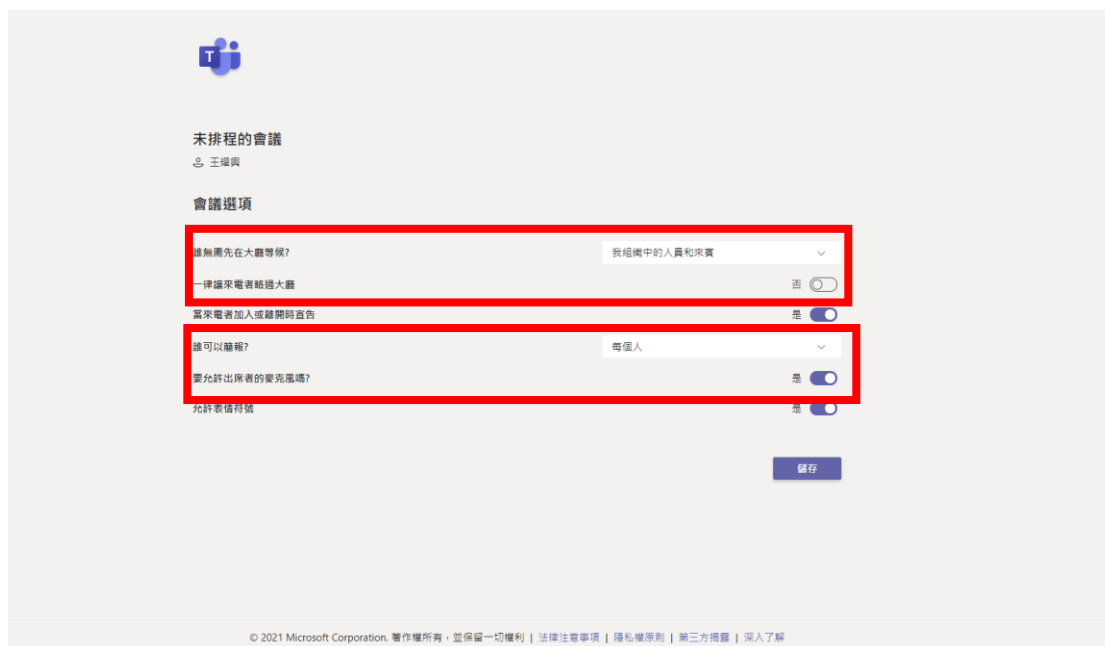 T
未排程的會議
王耀興
會議選項
誰無需先在大廳等候? 我組織中的人員和來賓
一律讓來電者略過大廳 否
當來電者加入或離開時宣告 是
誰可以簡報? 每個人
要允許出席者的麥克風嗎? 是
允許表情符號 是
儲存
© 2021 Microsoft Corporation. 著作權所有，並保留一切權利 | 法律注意事項 | 隱私權原則 | 第三方揭露 | 深入了解